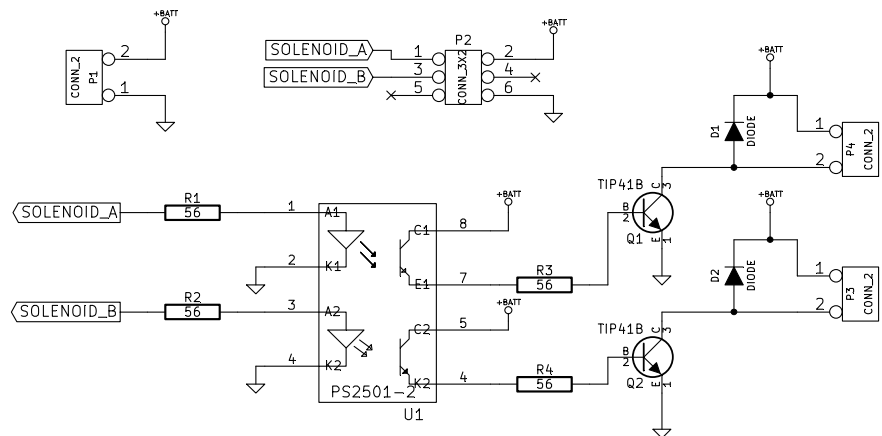 +BATT
2
1
CONN_2
P1
SOLENOID_A
SOLENOID_B
P2
1
3
5
CONN_3X2
2
4
6
+BATT
+BATT
D1
DIODE
1
2
P4
CONN_2
TIP41B
C
3
B
2
E
1
Q1
+BATT
D2
DIODE
1
2
P3
CONN_2
TIP41B
C
3
B
2
E
1
Q2
SOLENOID_A
R1
56
1
A1
2
K1
SOLENOID_B
R2
56
3
A2
4
K2
C1
8
+BATT
E1
7
R3
56
C2
5
+BATT
K2
4
R4
56
PS2501-2
U1